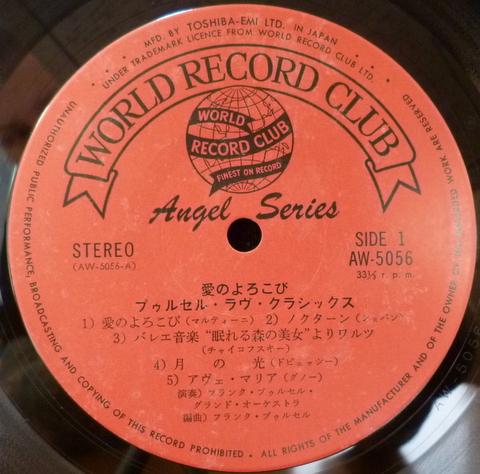 MFD. BY TOSHIBA-EMI LTD. IN JAPAN
UNDER TRADEMARK LICENCE FROM WORLD RECORD CLUB LTD.
WORLD RECORD CLUB
WORLD
RECORD CLUB
FINEST ON RECORD
Angel Series
STEREO
(AW-5056-A)
SIDE 1
AW-5056
33⅓ r. p. m.
愛のよろこび
プゥルセル・ラヴ・クラシックス
1) 愛のよろこび (マルティーニ) 2) ノクターン (ショパン)
3) バレエ音楽 “眠れる森の美女” よりワルツ
(チャイコフスキー)
4) 月の光 (ドビュッシー)
5) アヴェ・マリア (グノー)
演奏) フランク・プゥルセル・
グランド・オーケストラ
編曲) フランク・プゥルセル
UNAUTHORIZED PUBLIC PERFORMANCE, BROADCASTING AND COPYING OF THIS RECORD PROHIBITED. ALL RIGHTS OF THE MANUFACTURER AND OF THE OWNER OF THE RECORDED WORK ARE RESERVED.